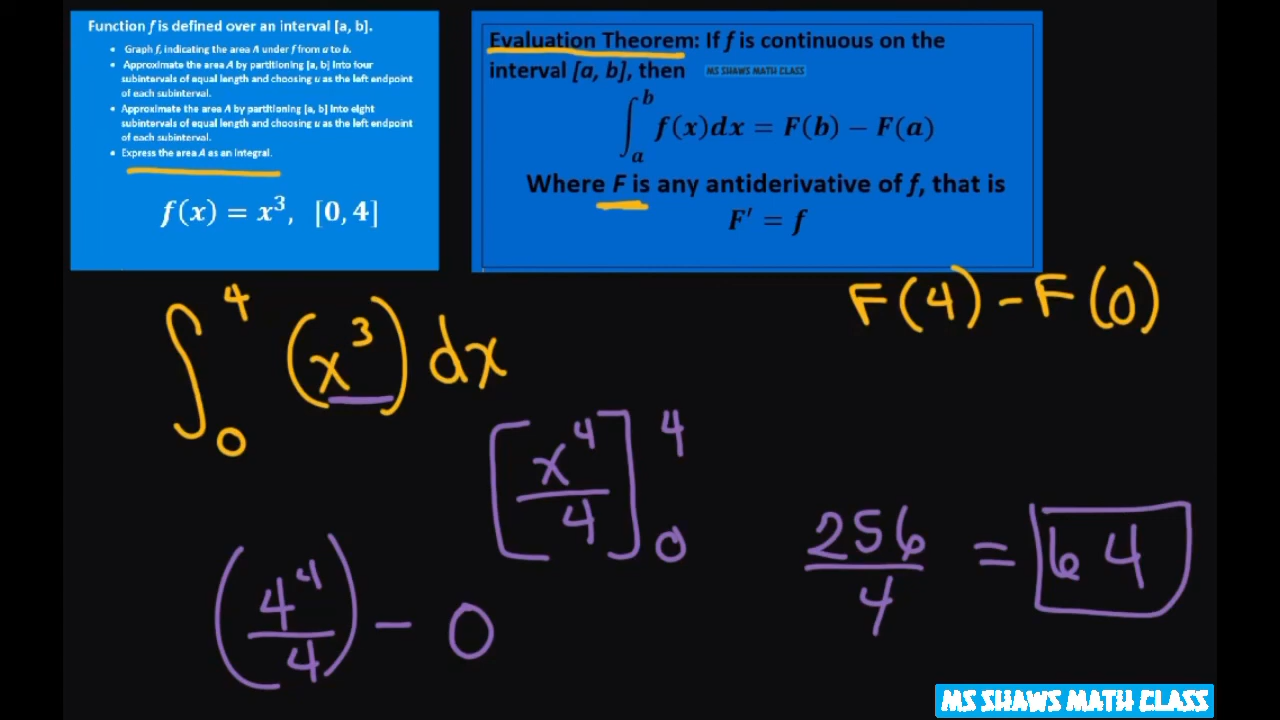 Function f is defined over an interval [a, b].
• Graph f, indicating the area A under f from a to b.
• Approximate the area A by partitioning [a, b] into four
subintervals of equal length and choosing u as the left endpoint
of each subinterval.
• Approximate the area A by partitioning [a, b] into eight
subintervals of equal length and choosing u as the left endpoint
of each subinterval.
• Express the area A as an integral.
f(x) = x³, [0, 4]
Evaluation Theorem: If f is continuous on the
interval [a, b], then
MS SHAWS MATH CLASS
∫_a^b f(x)dx = F(b) − F(a)
Where F is any antiderivative of f, that is
F′ = f
F(4) − F(0)
∫_0^4 (x³) dx
[x⁴/4]_0^4
(4⁴/4) − 0
256/4 = 64
MS SHAWS MATH CLASS